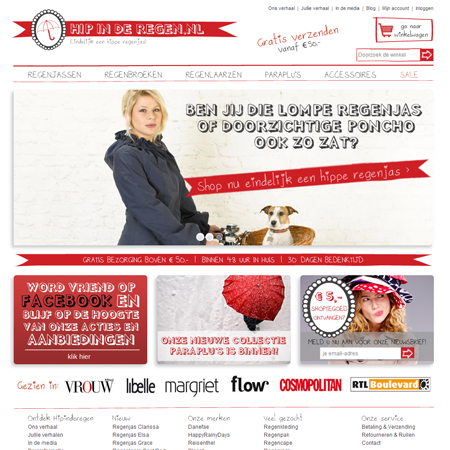 Ons verhaal | Jullie verhaal | In de media | Blog | Mijn account | Inloggen
HIP IN DE REGEN.NL
Eindelijk een hippe regenjas!
Gratis verzenden
vanaf € 50,-
ga naar
winkelwagen
Zoeken
REGENJASSEN REGENBROEKEN REGENLAARZEN PARAPLU'S ACCESSOIRES SALE
BEN JIJ DIE LOMPE REGENJAS
OF DOORZICHTIGE PONCHO
OOK ZO ZAT?
Shop nu eindelijk een hippe regenjas >
GRATIS BEZORGING BOVEN € 50,- | BINNEN 48 UUR IN HUIS | 30 DAGEN BEDENKTIJD
WORD VRIEND OP
FACEBOOK EN
BLIJF OP DE HOOGTE
VAN ONZE ACTIES EN
AANBIEDINGEN
klik hier
ONZE NIEUWE COLLECTIE
PARAPLU'S IS BINNEN!
€ 5,-
SHOPTEGOED
ONTVANGEN?
MELD U NU AAN VOOR ONZE NIEUWSBRIEF!
je email-adres
Gezien in: VROUW libelle margriet flow COSMOPOLITAN RTL Boulevard
Ontdek Hipinderegen Nieuw Onze merken Veel gezocht Onze service
Ons verhaal Regenjas Clarissa Danefae Regenkleding Betaling & Verzending
Jullie verhalen Regenjas Elsa HappyRainyDays Regenpak Retourneren & Ruilen
In de media Regenjas Grace Reisenthel Regencape Contact